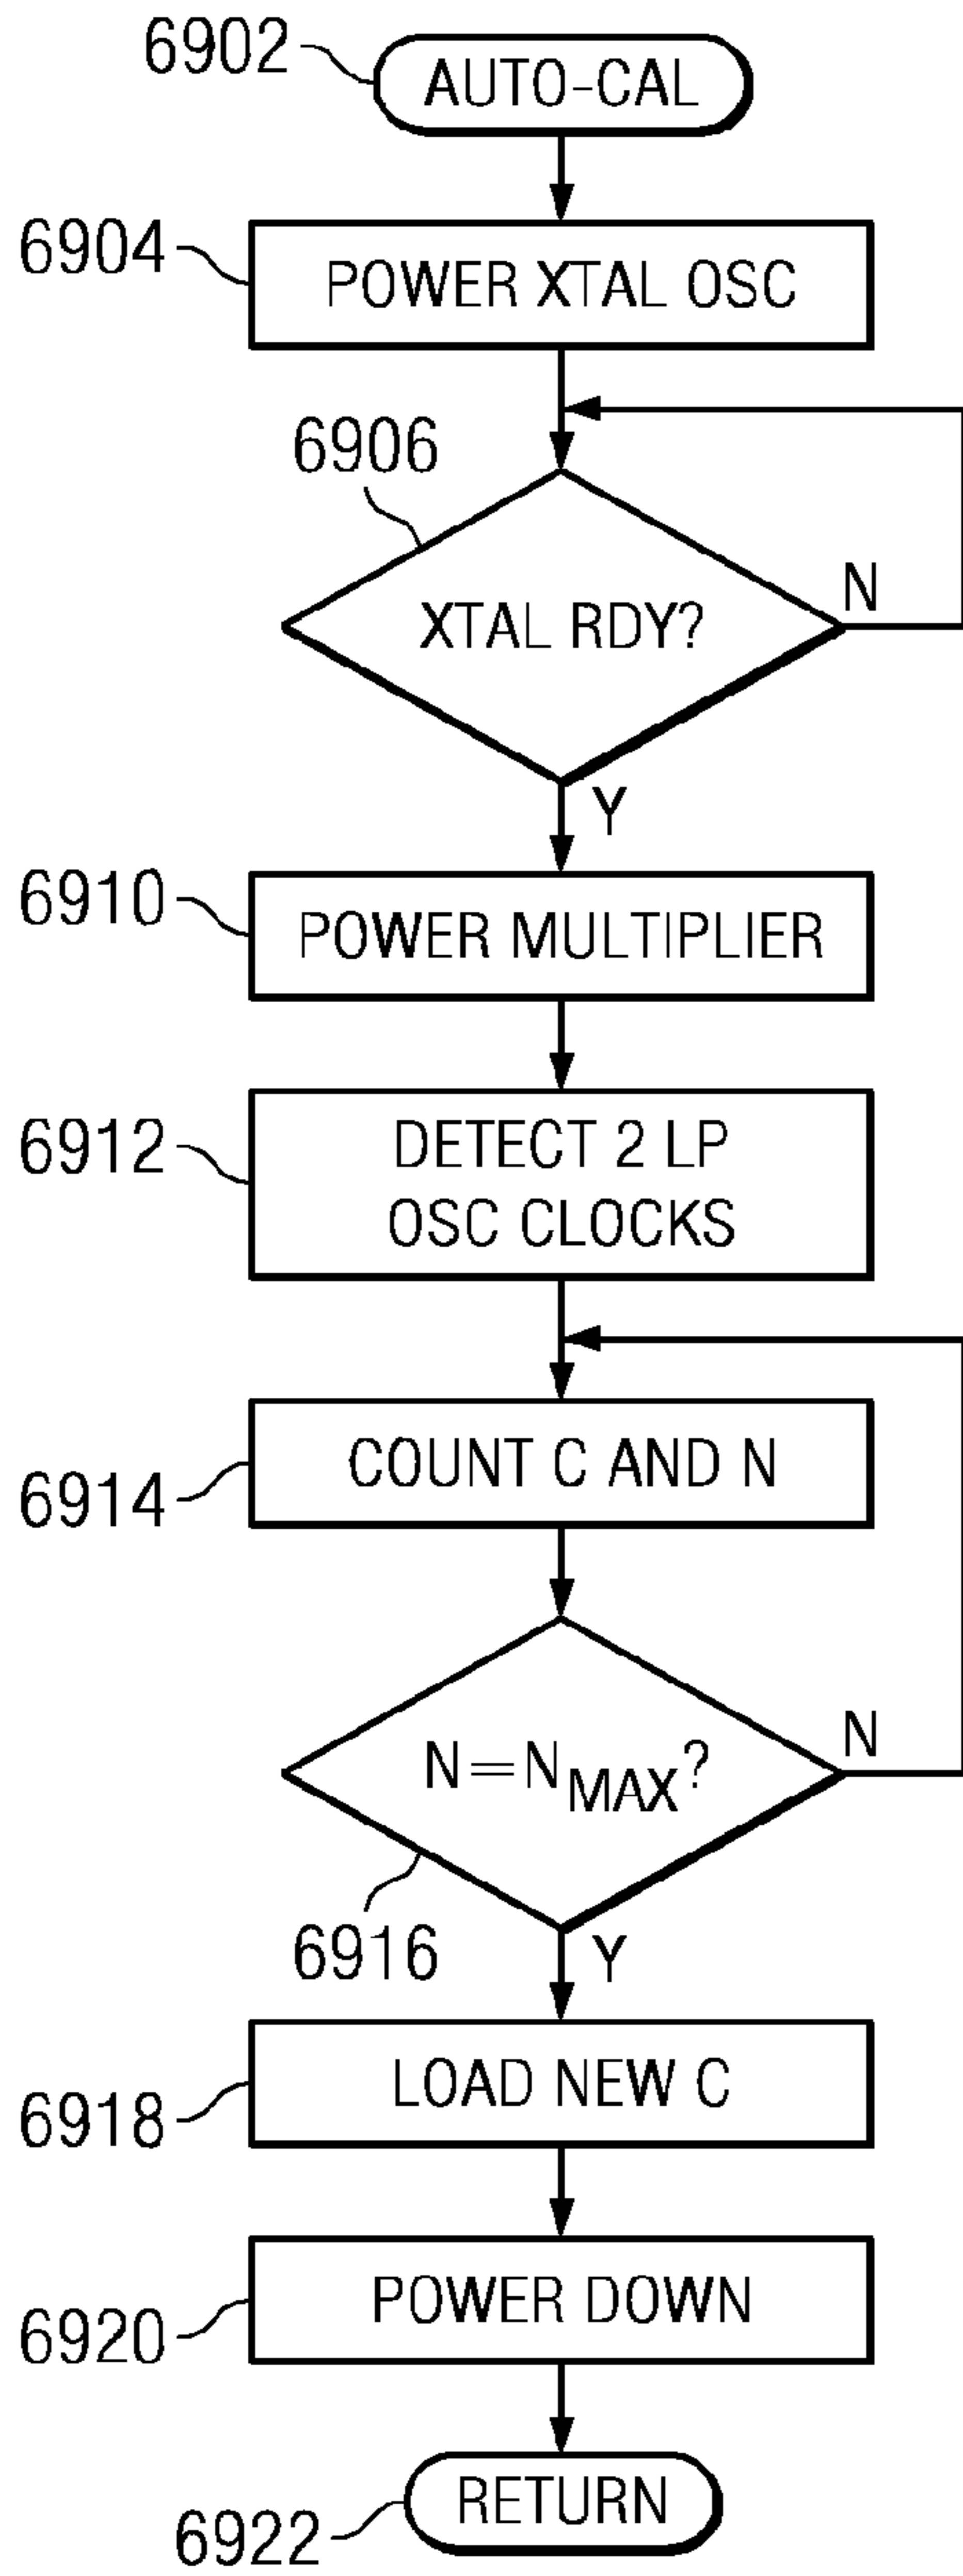 6902
AUTO-CAL
6904
POWER XTAL OSC
6906
XTAL RDY?
N
Y
6910
POWER MULTIPLIER
6912
DETECT 2 LP
OSC CLOCKS
6914
COUNT C AND N
N=NMAX?
N
6916
Y
6918
LOAD NEW C
6920
POWER DOWN
6922
RETURN